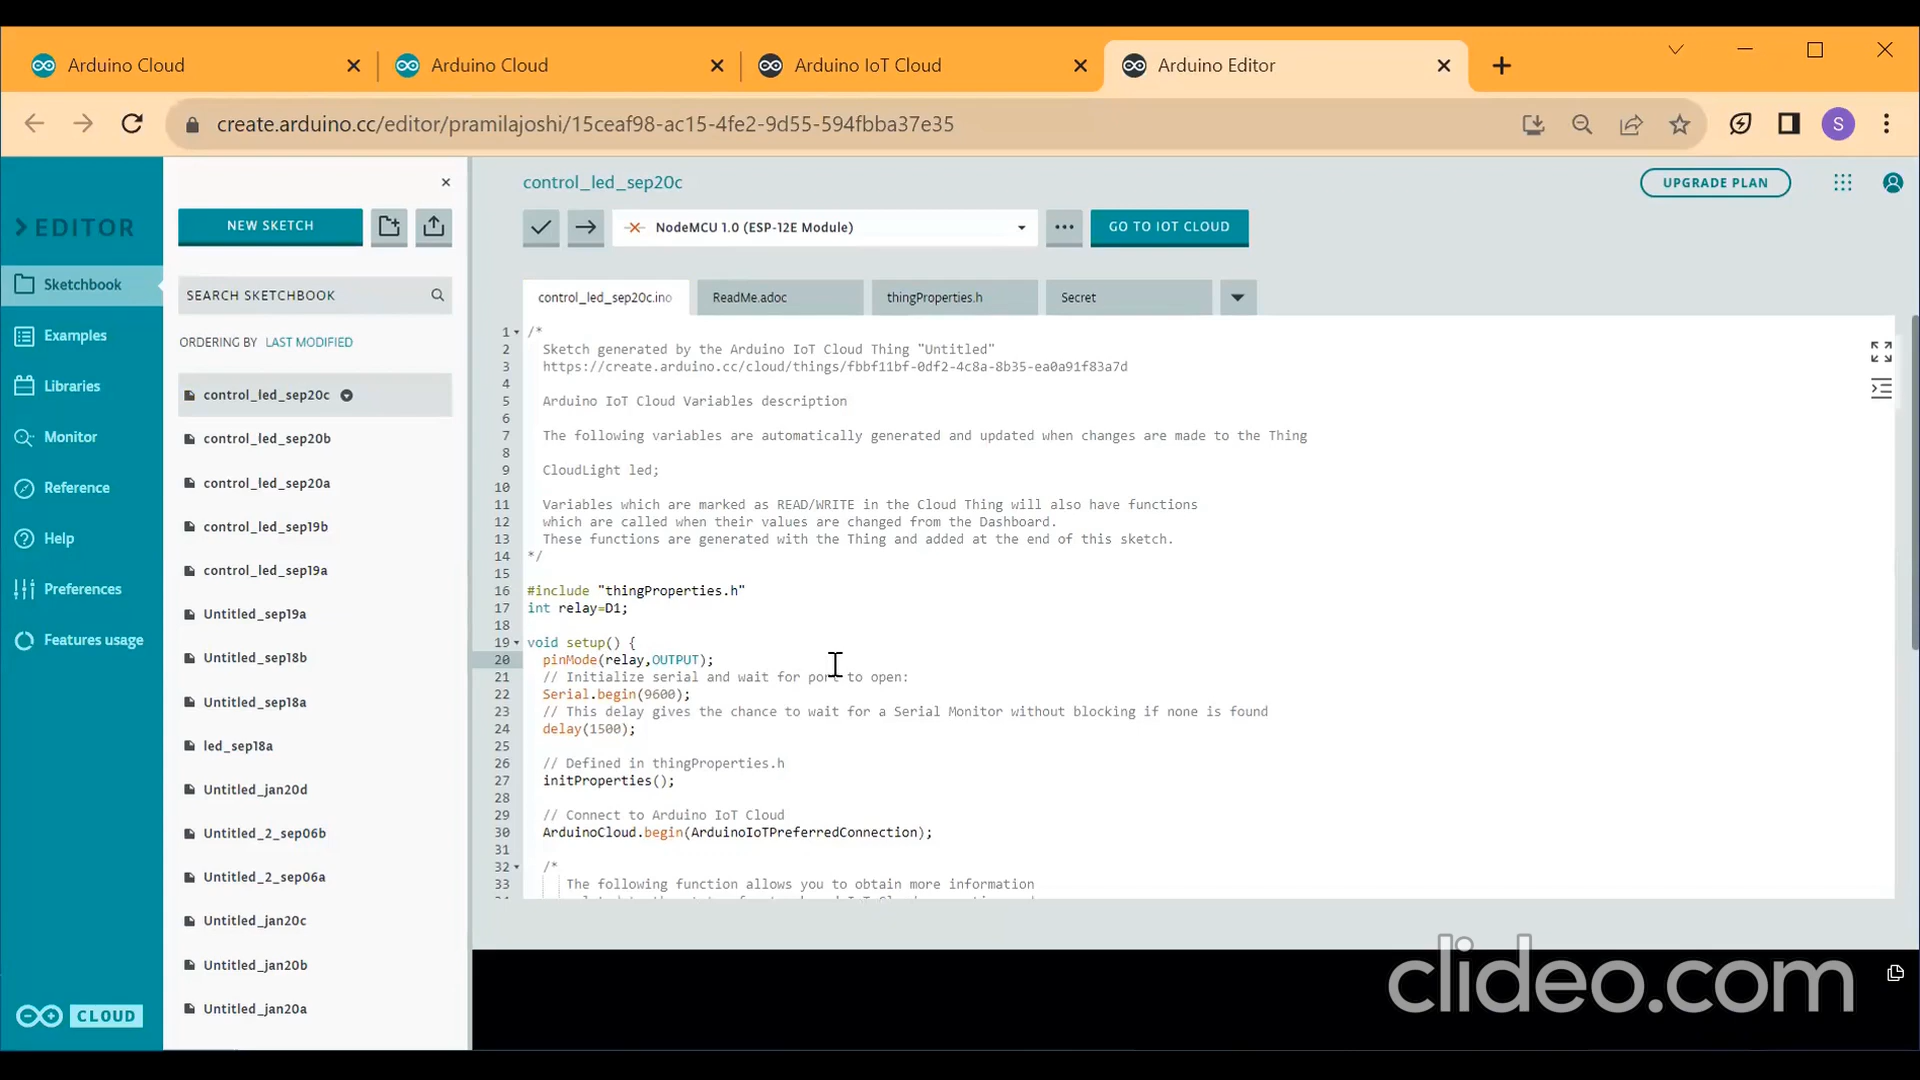 Arduino Cloud
Arduino Cloud
Arduino IoT Cloud
Arduino Editor
create.arduino.cc/editor/pramilajoshi/15ceaf98-ac15-4fe2-9d55-594fbba37e35
S
EDITOR
Sketchbook
Examples
Libraries
Monitor
Reference
Help
Preferences
Features usage
CLOUD
NEW SKETCH
SEARCH SKETCHBOOK
ORDERING BY LAST MODIFIED
control_led_sep20c
control_led_sep20b
control_led_sep20a
control_led_sep19b
control_led_sep19a
Untitled_sep19a
Untitled_sep18b
Untitled_sep18a
led_sep18a
Untitled_jan20d
Untitled_2_sep06b
Untitled_2_sep06a
Untitled_jan20c
Untitled_jan20b
Untitled_jan20a
control_led_sep20c
UPGRADE PLAN
NodeMCU 1.0 (ESP-12E Module)
GO TO IOT CLOUD
control_led_sep20c.ino
ReadMe.adoc
thingProperties.h
Secret
1 /*
2 Sketch generated by the Arduino IoT Cloud Thing "Untitled"
3 https://create.arduino.cc/cloud/things/fbbf11bf-0df2-4c8a-8b35-ea0a91f83a7d
4
5 Arduino IoT Cloud Variables description
6
7 The following variables are automatically generated and updated when changes are made to the Thing
8
9 CloudLight led;
10
11 Variables which are marked as READ/WRITE in the Cloud Thing will also have functions
12 which are called when their values are changed from the Dashboard.
13 These functions are generated with the Thing and added at the end of this sketch.
14 */
15
16 #include "thingProperties.h"
17 int relay=D1;
18
19 void setup() {
20 pinMode(relay,OUTPUT);
21 // Initialize serial and wait for port to open:
22 Serial.begin(9600);
23 // This delay gives the chance to wait for a Serial Monitor without blocking if none is found
24 delay(1500);
25
26 // Defined in thingProperties.h
27 initProperties();
28
29 // Connect to Arduino IoT Cloud
30 ArduinoCloud.begin(ArduinoIoTPreferredConnection);
31
32 /*
33 The following function allows you to obtain more information
clideo.com